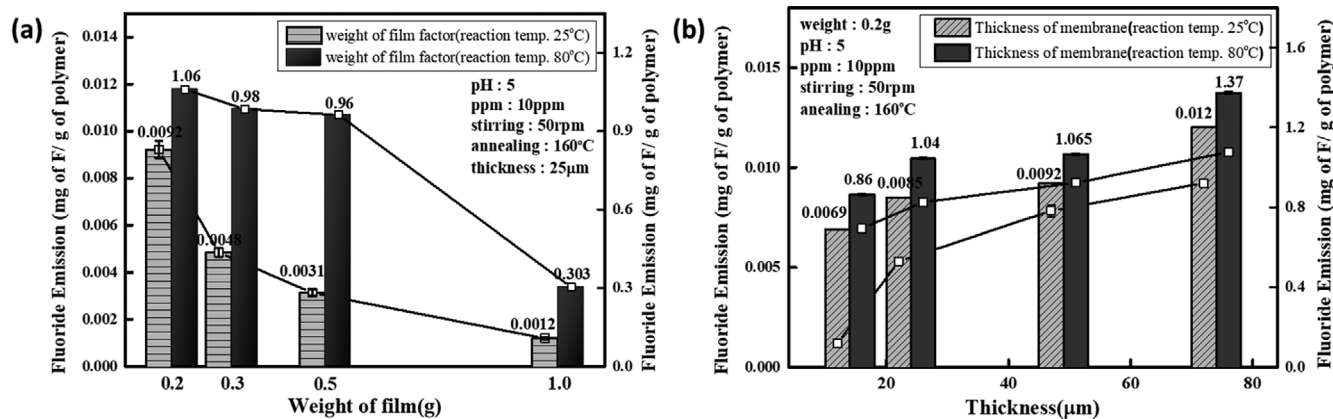 (a)
weight of film factor(reaction temp. 25°C)
weight of film factor(reaction temp. 80°C)
pH : 5
ppm : 10ppm
stirring : 50rpm
annealing : 160°C
thickness : 25μm
Fluoride Emission (mg of F/ g of polymer)
0.014
0.012
0.010
0.008
0.006
0.004
0.002
0.000
1.06
0.98
0.96
0.303
0.0092
0.0048
0.0031
0.0012
1.2
0.9
0.6
0.3
0.0
Fluoride Emission (mg of F/ g of polymer)
0.2
0.3
0.5
1.0
Weight of film(g)
(b)
weight : 0.2g
pH : 5
ppm : 10ppm
stirring : 50rpm
anealing : 160°C
Thickness of membrane(reaction temp. 25°C)
Thickness of membrane(reaction temp. 80°C)
Fluoride Emission (mg of F/ g of polymer)
0.015
0.010
0.005
0.000
0.0069
0.86
0.0085
1.04
0.0092
1.065
0.012
1.37
1.6
1.2
0.8
0.4
0.0
Fluoride Emission (mg of F/ g of polymer)
20
40
60
80
Thickness(μm)